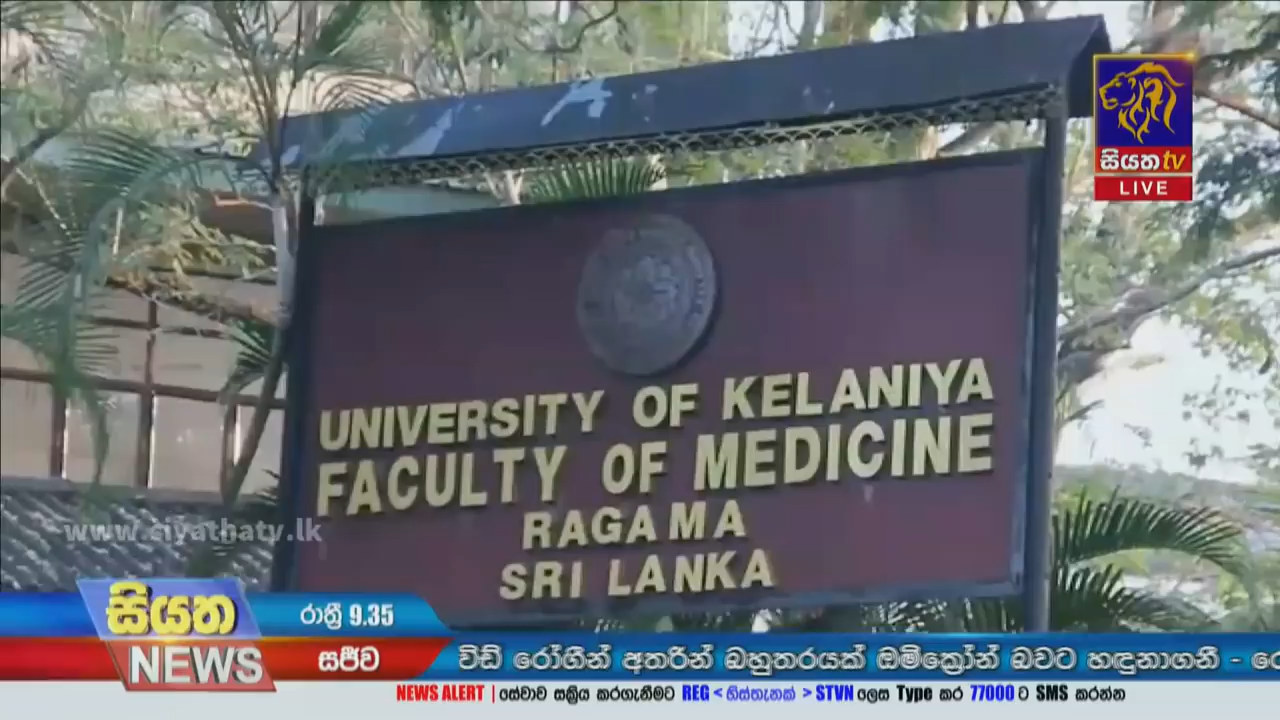 සියත tv
LIVE
UNIVERSITY OF KELANIYA
FACULTY OF MEDICINE
RAGAMA
SRI LANKA
www.siyathatv.lk
සියත
NEWS
රාත්‍රී 9.35
සජීව
විඩ් රෝගීන් අතරින් බහුතරයක් ඔමික්‍රෝන් බවට හඳුනාගනී -
NEWS ALERT | සේවාව සක්‍රිය කරගැනීමට REG < හිස්තැනක් > STVN ලෙස Type කර 77000 ට SMS කරන්න